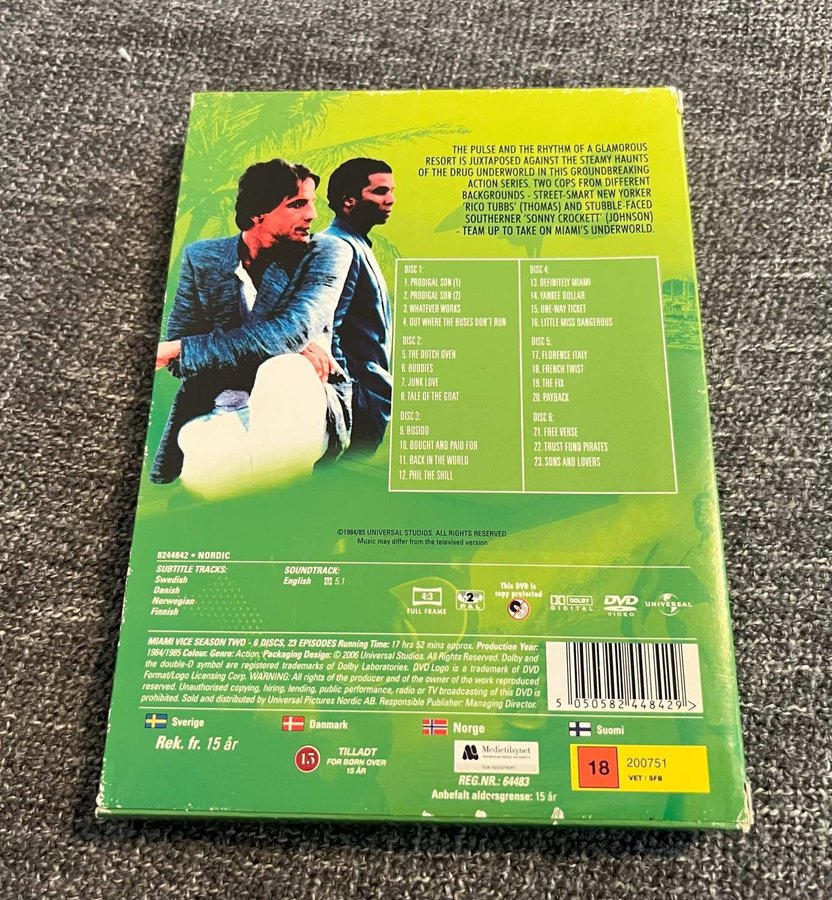 THE PULSE AND THE RHYTHM OF A GLAMOROUS
RESORT IS JUXTAPOSED AGAINST THE STEAMY HAUNTS
OF THE DRUG UNDERWORLD IN THIS GROUNDBREAKING
ACTION SERIES. TWO COPS FROM DIFFERENT
BACKGROUNDS - STREET-SMART NEW YORKER
'RICO TUBBS' (THOMAS) AND STUBBLE-FACED
SOUTHERNER 'SONNY CROCKETT' (JOHNSON)
- TEAM UP TO TAKE ON MIAMI'S UNDERWORLD.
DISC 1:
1. PRODIGAL SON (1)
2. PRODIGAL SON (2)
3. WHATEVER WORKS
4. OUT WHERE THE BUSES DON'T RUN
DISC 2:
5. THE DUTCH OVEN
6. BUDDIES
7. JUNK LOVE
8. TALE OF THE GOAT
DISC 3:
9. BUSIDO
10. BOUGHT AND PAID FOR
11. BACK IN THE WORLD
12. PHIL THE SHILL
DISC 4:
13. DEFINITELY MIAMI
14. YANKEE DOLLAR
15. ONE-WAY TICKET
16. LITTLE MISS DANGEROUS
DISC 5:
17. FLORENCE ITALY
18. FRENCH TWIST
19. THE FIX
20. PAYBACK
DISC 6:
21. FREE VERSE
22. TRUST FUND PIRATES
23. SONS AND LOVERS
©1984/85 UNIVERSAL STUDIOS. ALL RIGHTS RESERVED.
Music may differ from the televised version
8244842 • NORDIC
SUBTITLE TRACKS:
Swedish
Danish
Norwegian
Finnish
SOUNDTRACK:
English 5.1
4:3
FULL FRAME
2
PAL
This DVD is
copy protected
DOLBY
DIGITAL
DVD
VIDEO
UNIVERSAL
MIAMI VICE SEASON TWO - 6 DISCS, 23 EPISODES Running Time: 17 hrs 52 mins approx. Production Year:
1984/1985 Colour. Genre: Action. Packaging Design: © 2006 Universal Studios. All Rights Reserved. Dolby and
the double-D symbol are registered trademarks of Dolby Laboratories. DVD Logo is a trademark of DVD
Format/Logo Licensing Corp. WARNING: All rights of the producer and of the owner of the work reproduced
reserved. Unauthorised copying, hiring, lending, public performance, radio or TV broadcasting of this DVD is
prohibited. Sold and distributed by Universal Pictures Nordic AB. Responsible Publisher: Managing Director.
5 050582 448429
Sverige
Rek. fr. 15 år
Danmark
15
TILLADT
FOR BØRN OVER
15 ÅR
Norge
Medietilsynet
REG.NR.: 64483
Anbefalt aldersgrense: 15 år
Suomi
18
200751
VET / SFB